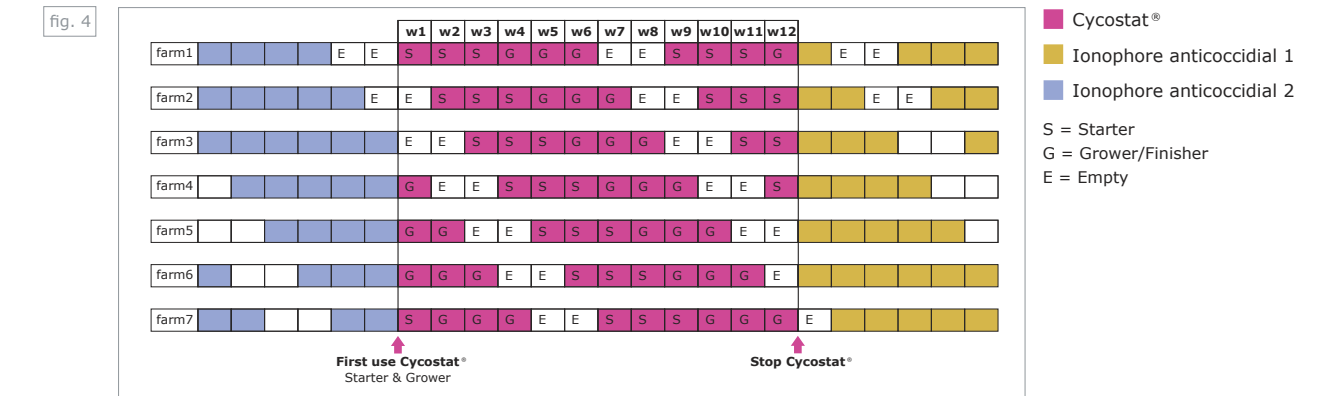 fig. 4
w1 w2 w3 w4 w5 w6 w7 w8 w9 w10 w11 w12
farm1 E E S S S G G G E E S S S G E E
farm2 E E S S S G G G E E S S S E E
farm3 E E S S S G G G E E S S
farm4 G E E S S S G G G E E S
farm5 G G E E S S S G G G E E
farm6 G G G E E S S S G G G E
farm7 S G G G E E S S S G G G E
First use Cycostat®
Starter & Grower
Stop Cycostat®
Cycostat®
Ionophore anticoccidial 1
Ionophore anticoccidial 2
S = Starter
G = Grower/Finisher
E = Empty